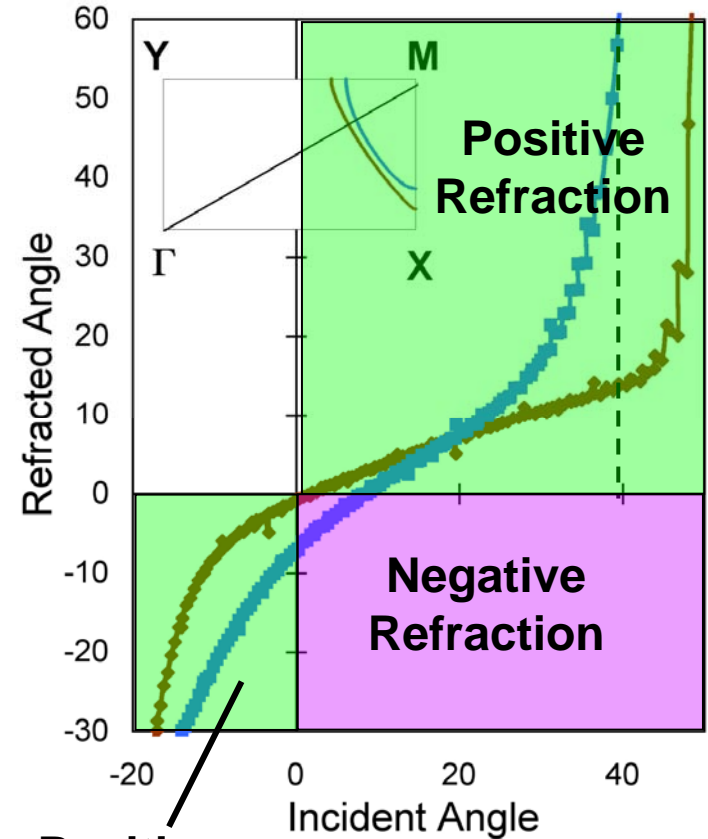 60
50
40
30
20
10
0
-10
-20
-30
Refracted Angle
Y
M
Γ
X
Positive
Refraction
Negative
Refraction
-20
0
20
40
Incident Angle